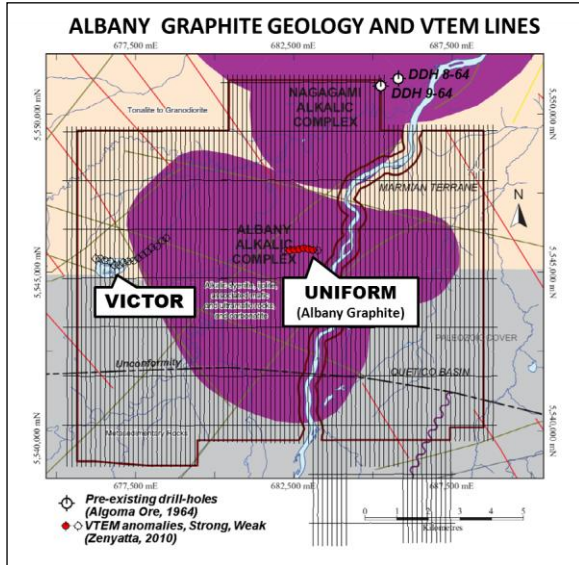 ALBANY GRAPHITE GEOLOGY AND VTEM LINES
677,500 mE
682,500 mE
687,500 mE
DDH 8-64
DDH 9-64
NAGAGAMI
ALKALIC
COMPLEX
Tonalite to Granodiorite
5,550,000 mN
5,550,000 mN
MARMIAN TERRANE
N
ALBANY
ALKALIC
COMPLEX
VICTOR
UNIFORM
(Albany Graphite)
5,545,000 mN
5,545,000 mN
PALEOZOIC COVER
Unconformity
QUETICO BASIN
Metasedimentary Rocks
5,540,000 mN
5,540,000 mN
677,500 mE
682,500 mE
687,500 mE
Pre-existing drill-holes
(Algoma Ore, 1964)
VTEM anomalies, Strong, Weak
(Zenyatta, 2010)
0 1 2 3 4 5
Kilometres